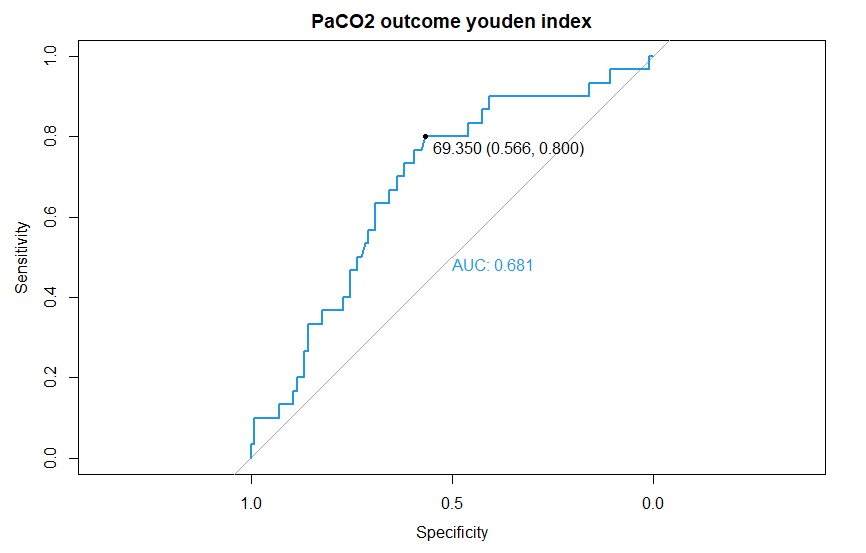 PaCO2 outcome youden index
1.0
0.8
0.6
0.4
0.2
0.0
Sensitivity
69.350 (0.566, 0.800)
AUC: 0.681
1.0 0.5 0.0
Specificity